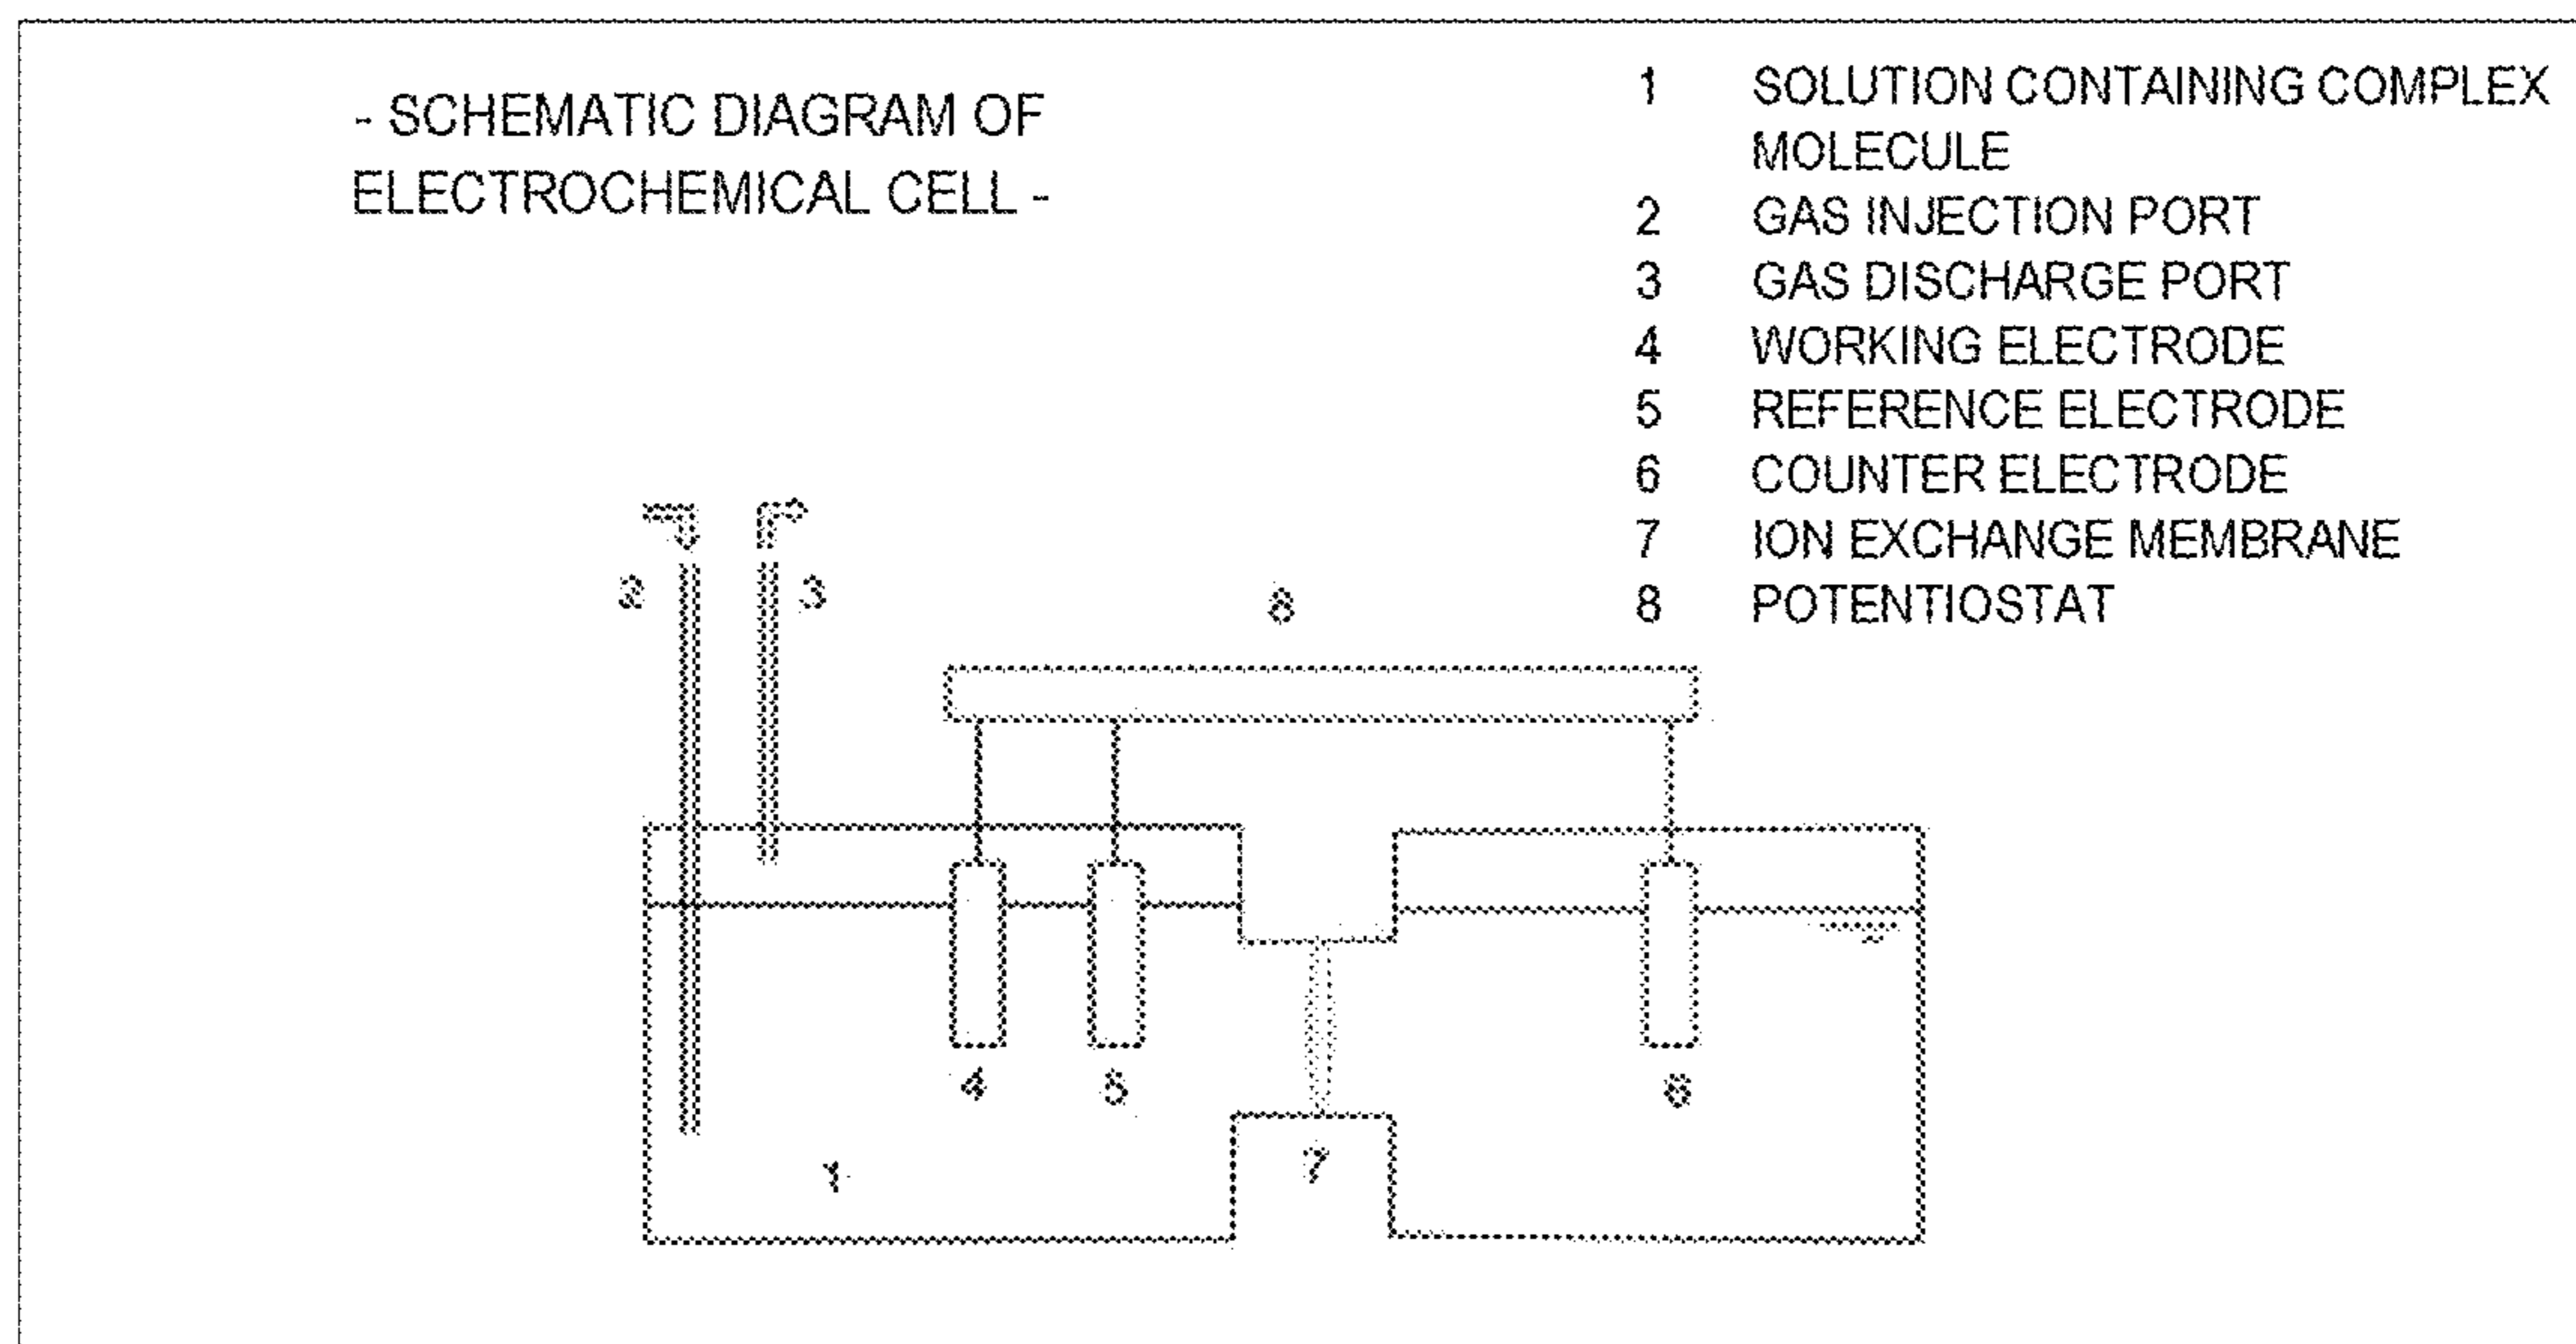 - SCHEMATIC DIAGRAM OF
ELECTROCHEMICAL CELL -
1 SOLUTION CONTAINING COMPLEX
MOLECULE
2 GAS INJECTION PORT
3 GAS DISCHARGE PORT
4 WORKING ELECTRODE
5 REFERENCE ELECTRODE
6 COUNTER ELECTRODE
7 ION EXCHANGE MEMBRANE
8 POTENTIOSTAT
2
3
8
4
5
6
1
7